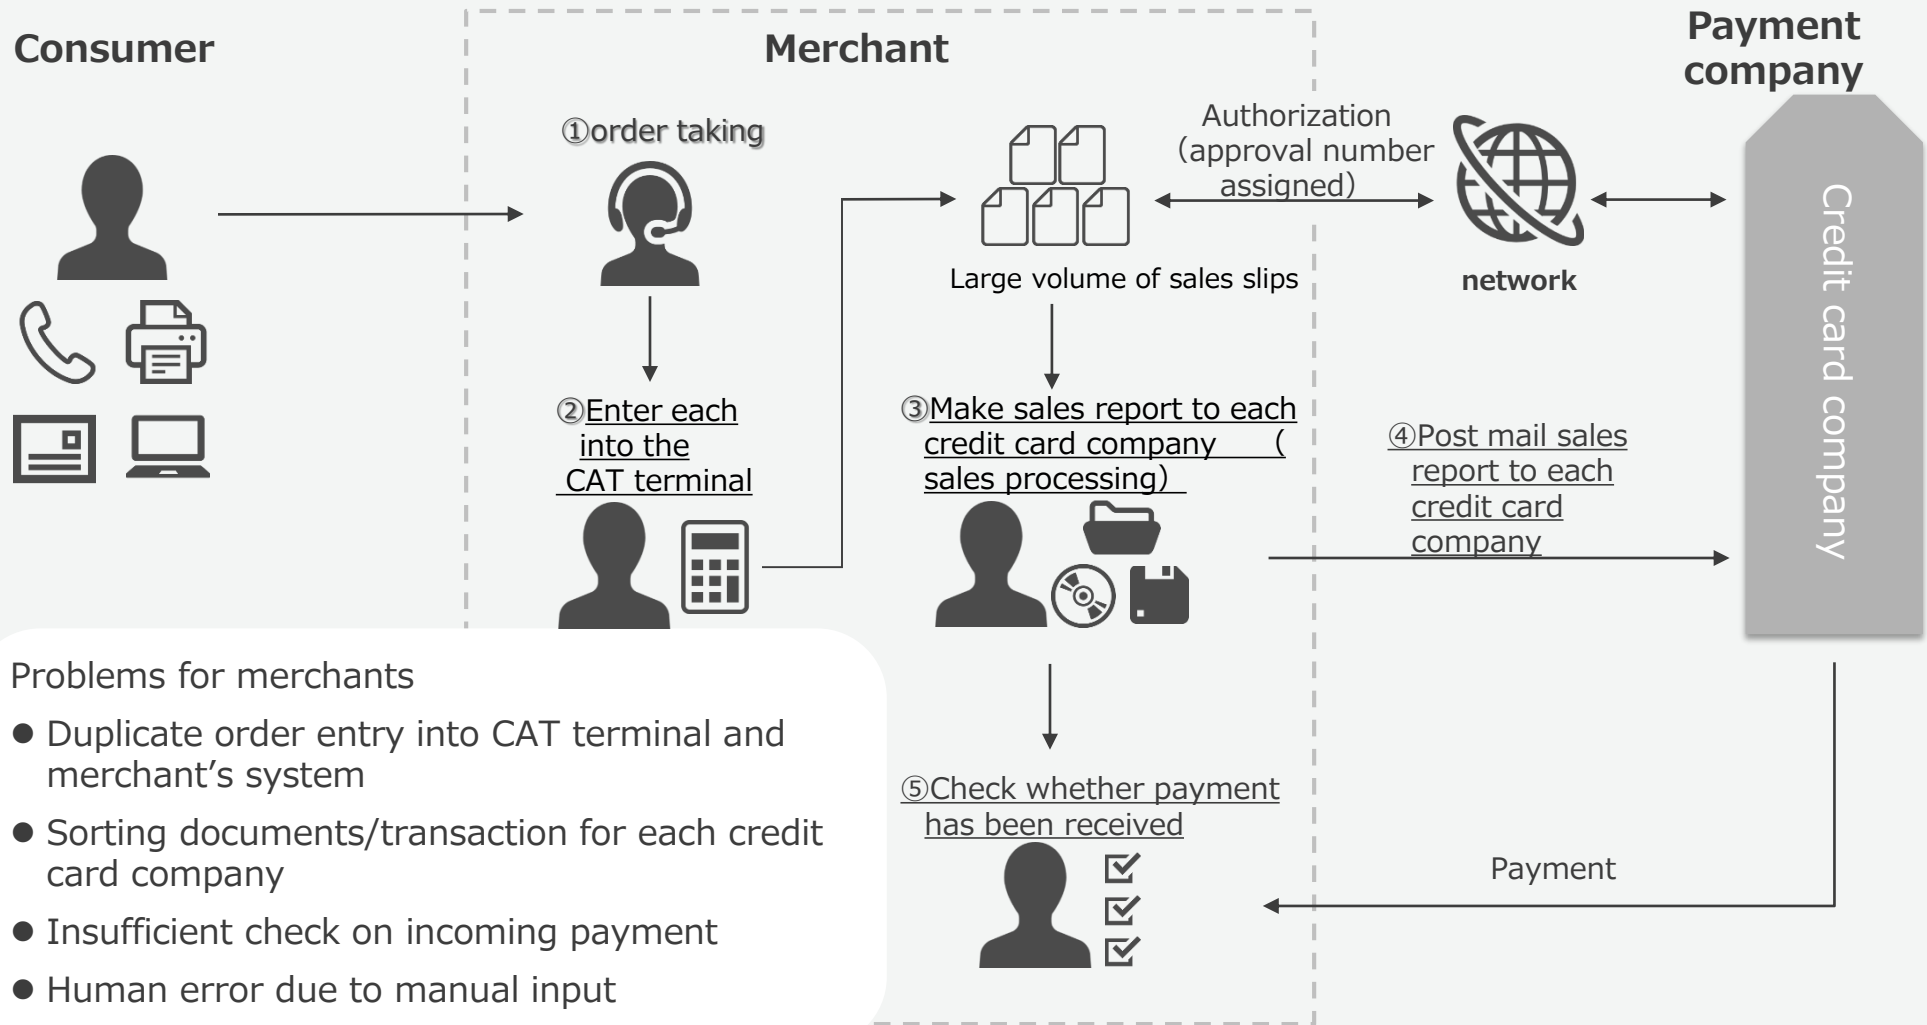 Consumer
Merchant
Payment
company
①order taking
Authorization
（approval number
assigned）
Large volume of sales slips
network
Credit card company
②Enter each
into the
CAT terminal
③Make sales report to each
credit card company （
sales processing）
④Post mail sales
report to each
credit card
company
⑤Check whether payment
has been received
Payment
Problems for merchants
● Duplicate order entry into CAT terminal and
merchant’s system
● Sorting documents/transaction for each credit
card company
● Insufficient check on incoming payment
● Human error due to manual input